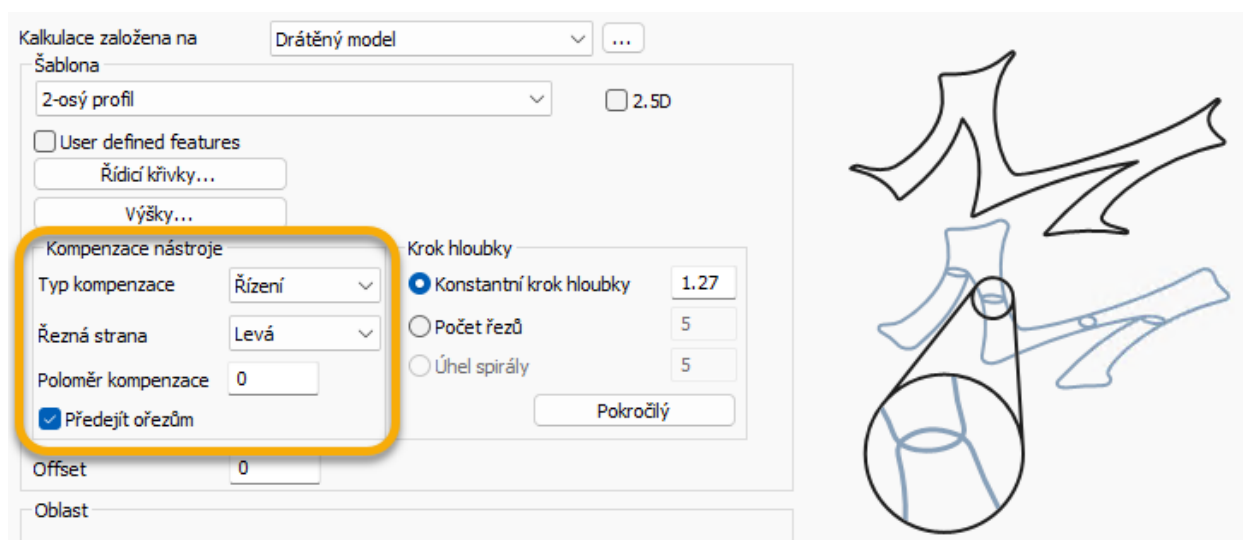 Kalkulace založena na Drátěný model ...
Šablona
2-osý profil 2.5D
User defined features
Řídicí křivky...
Výšky...
Kompenzace nástroje Krok hloubky
Typ kompenzace Řízení Konstantní krok hloubky 1.27
Řezná strana Levá Počet řezů 5
Poloměr kompenzace 0 Úhel spirály 5
Předejít ořezům Pokročilý
Offset 0
Oblast